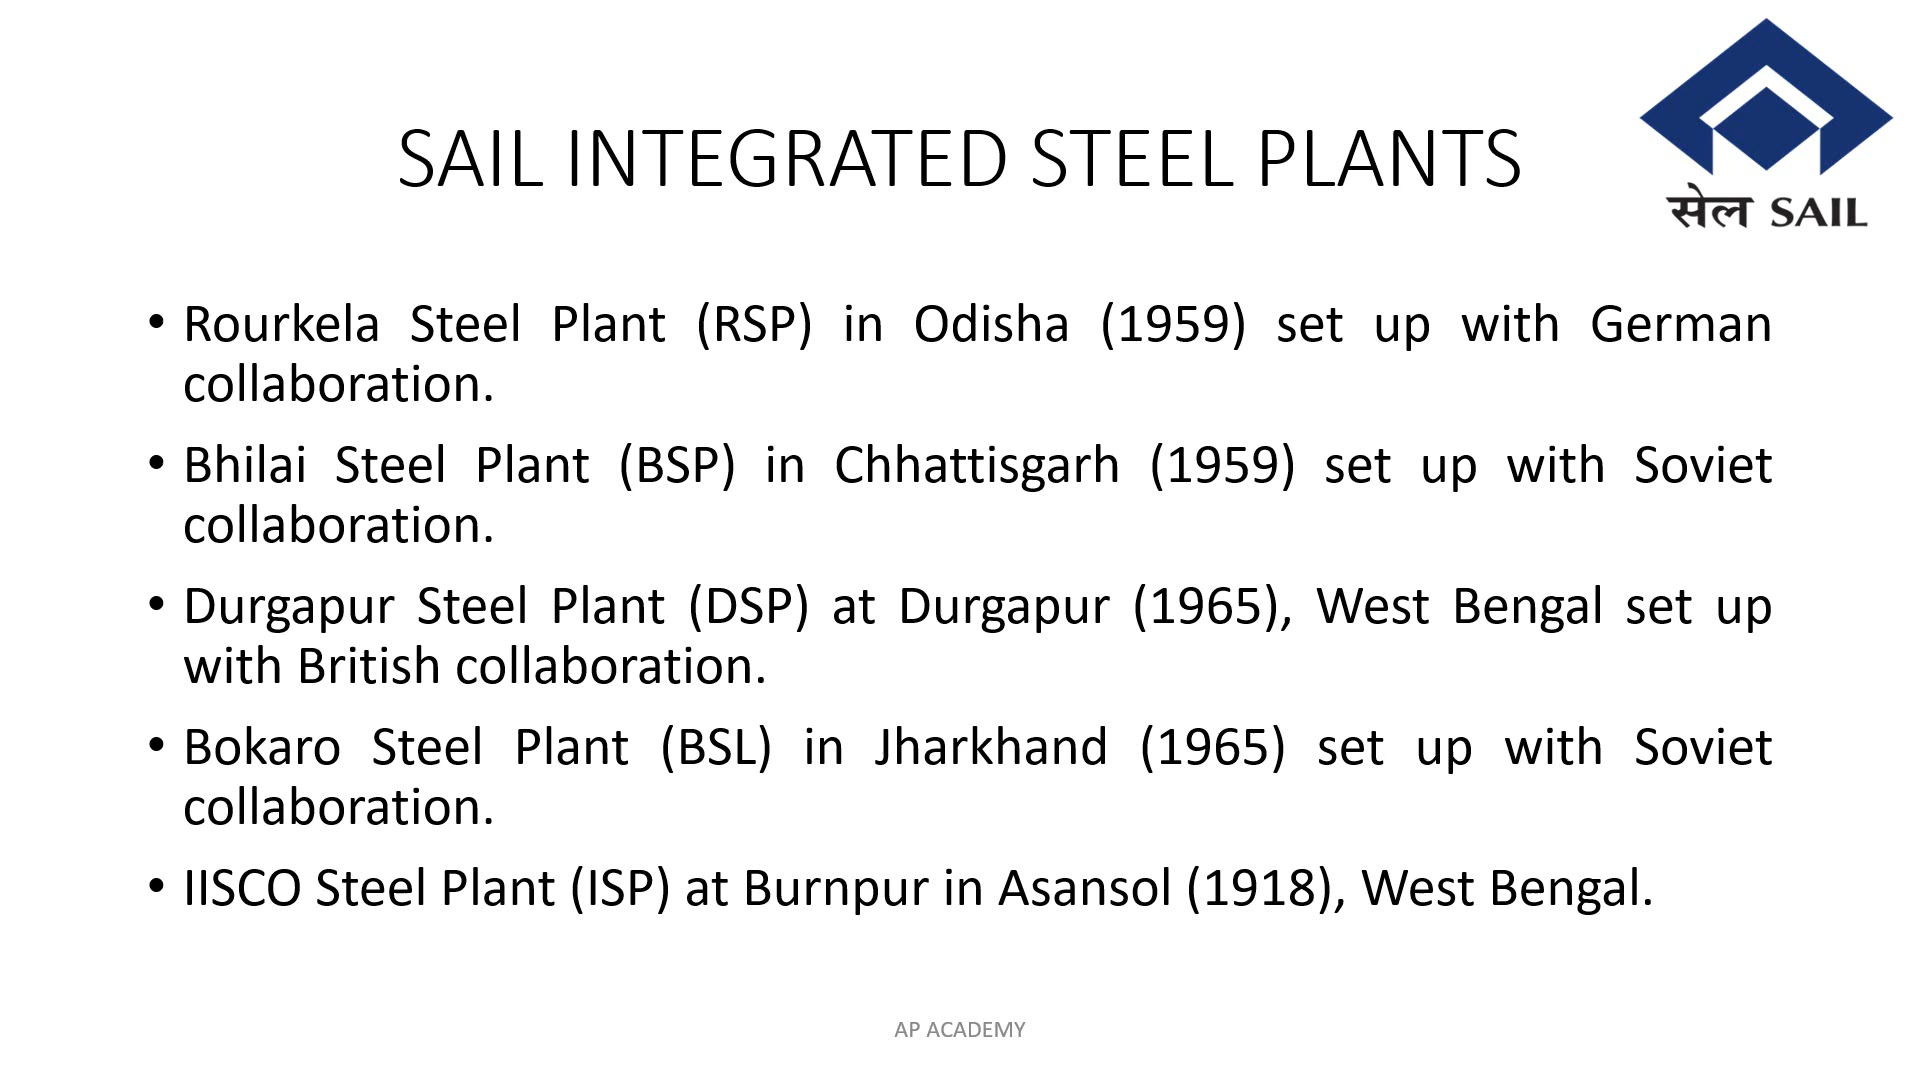 SAIL INTEGRATED STEEL PLANTS
सेल SAIL
• Rourkela Steel Plant (RSP) in Odisha (1959) set up with German
collaboration.
• Bhilai Steel Plant (BSP) in Chhattisgarh (1959) set up with Soviet
collaboration.
• Durgapur Steel Plant (DSP) at Durgapur (1965), West Bengal set up
with British collaboration.
• Bokaro Steel Plant (BSL) in Jharkhand (1965) set up with Soviet
collaboration.
• IISCO Steel Plant (ISP) at Burnpur in Asansol (1918), West Bengal.
AP ACADEMY